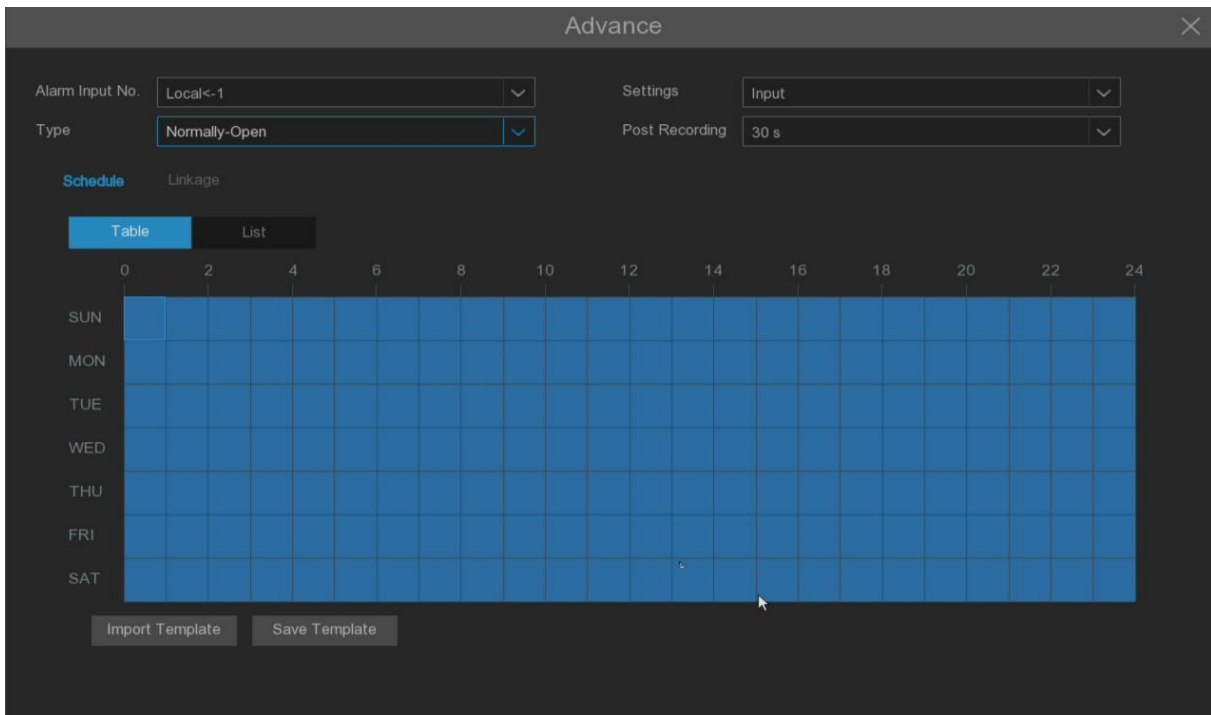 Advance
Alarm Input No. Local<-1 Settings Input
Type Normally-Open Post Recording 30 s
Schedule Linkage
Table List
0 2 4 6 8 10 12 14 16 18 20 22 24
SUN
MON
TUE
WED
THU
FRI
SAT
Import Template Save Template